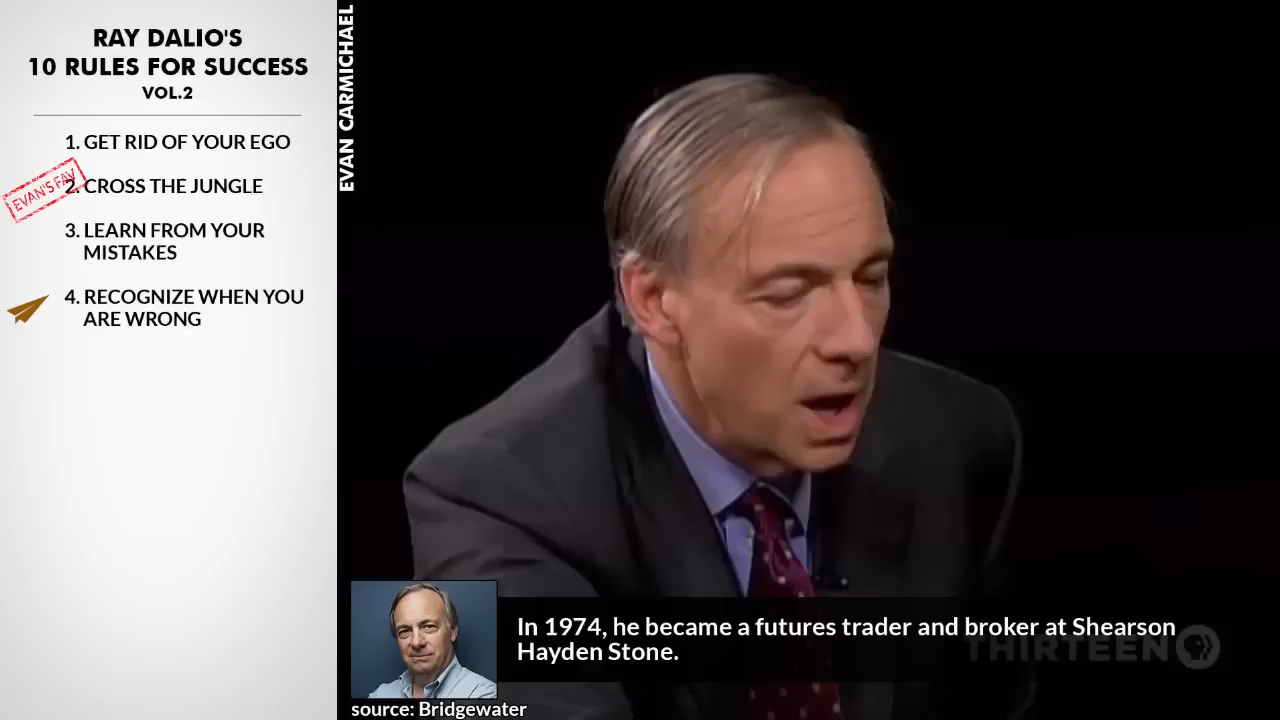 RAY DALIO'S
10 RULES FOR SUCCESS
VOL.2
1. GET RID OF YOUR EGO
EVAN'S FAV
2. CROSS THE JUNGLE
3. LEARN FROM YOUR
MISTAKES
4. RECOGNIZE WHEN YOU
ARE WRONG
EVAN CARMICHAEL
In 1974, he became a futures trader and broker at Shearson
Hayden Stone.
THIRTEEN PBS
source: Bridgewater